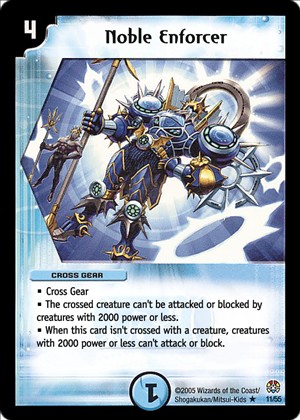 4
Noble Enforcer
CROSS GEAR
▪ Cross Gear
▪ The crossed creature can't be attacked or blocked by
creatures with 2000 power or less.
▪ When this card isn't crossed with a creature, creatures
with 2000 power or less can't attack or block.
1
©2005 Wizards of the Coast/
Shogakukan/Mitsui-Kids ★ 11/55